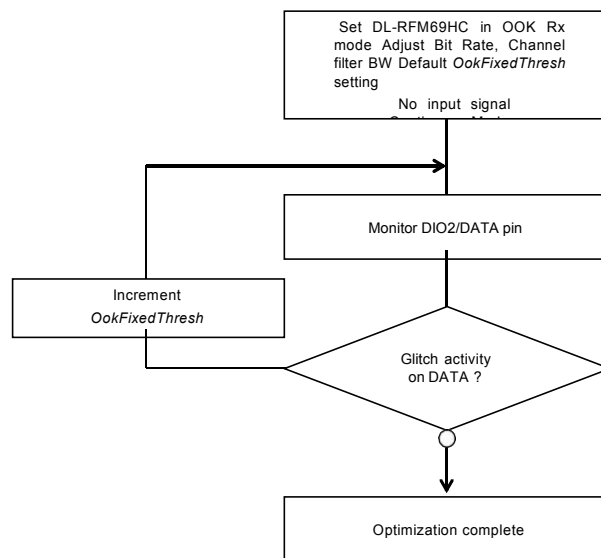 Set DL-RFM69HC in OOK Rx
mode Adjust Bit Rate, Channel
filter BW Default OokFixedThresh
setting
No input signal
Monitor DIO2/DATA pin
Increment
OokFixedThresh
Glitch activity
on DATA ?
Optimization complete